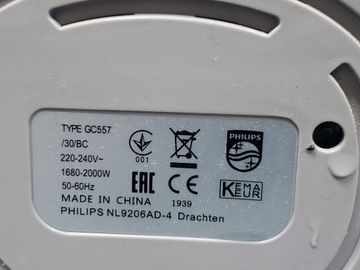 TYPE GC557
/30/BC
220-240V~
1680-2000W
50-60Hz
001
PHILIPS
EAC CE
KEMA
KEUR
MADE IN CHINA 1939
PHILIPS NL9206AD-4 Drachten